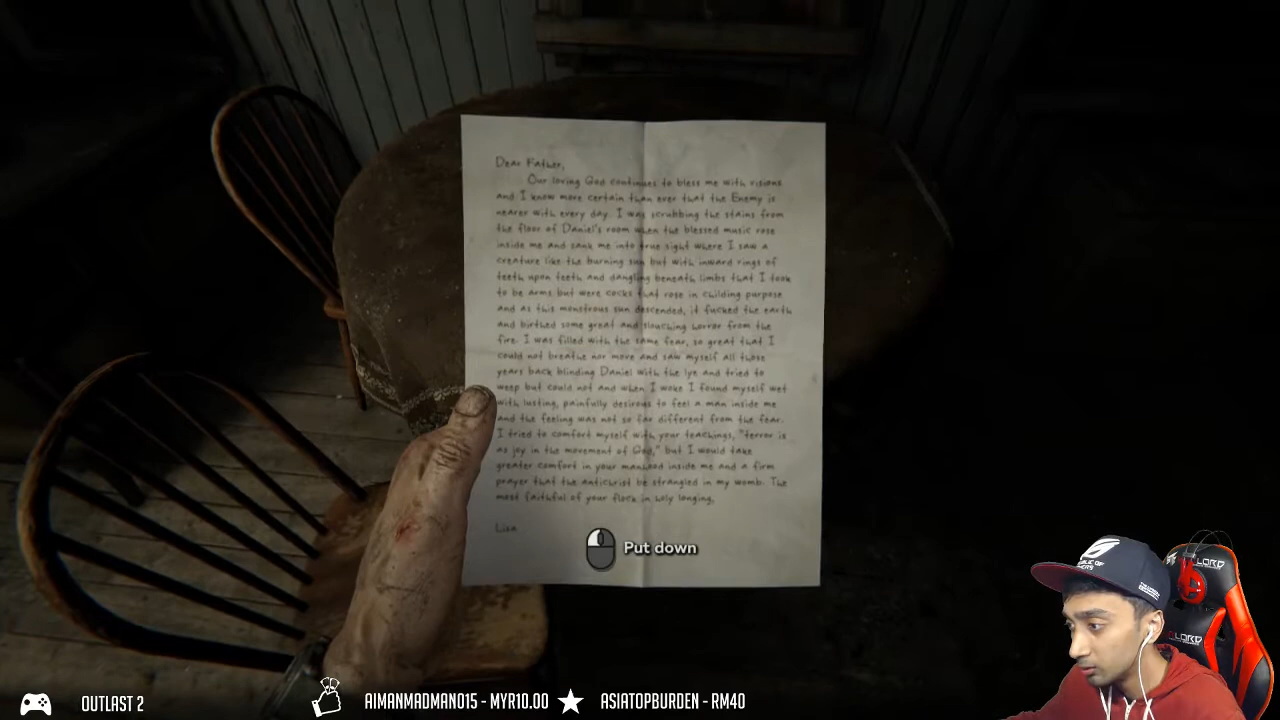 Dear Father,
Our loving God continues to bless me with visions
and I know more certain than ever that the Enemy is
nearer with every day. I was scrubbing the stains from
the floor of Daniel's room when the blessed music rose
inside me and sank me into true sight where I saw a
creature like the burning sun but with inward rings of
teeth upon teeth and dangling beneath limbs that I took
to be arms but were cocks that rose in childing purpose
and as this monstrous sun descended, it fucked the earth
and birthed some great and slouching horror from the
fire. I was filled with the same fear, so great that I
could not breathe nor move and saw myself all those
years back blinding Daniel with the lye and tried to
weep but could not and when I woke I found myself wet
with lusting, painfully desirous to feel a man inside me
and the feeling was not so far different from the fear.
I tried to comfort myself with your teachings, "terror is
as joy in the movement of God," but I would take
greater comfort in your manhood inside me and a firm
prayer that the antichrist be strangled in my womb. The
most faithful of your flock in holy longing,
Lisa
Put down
OUTLAST 2
AIMANMADMAN015 - MYR10.00
ASIATOPBURDEN - RM40